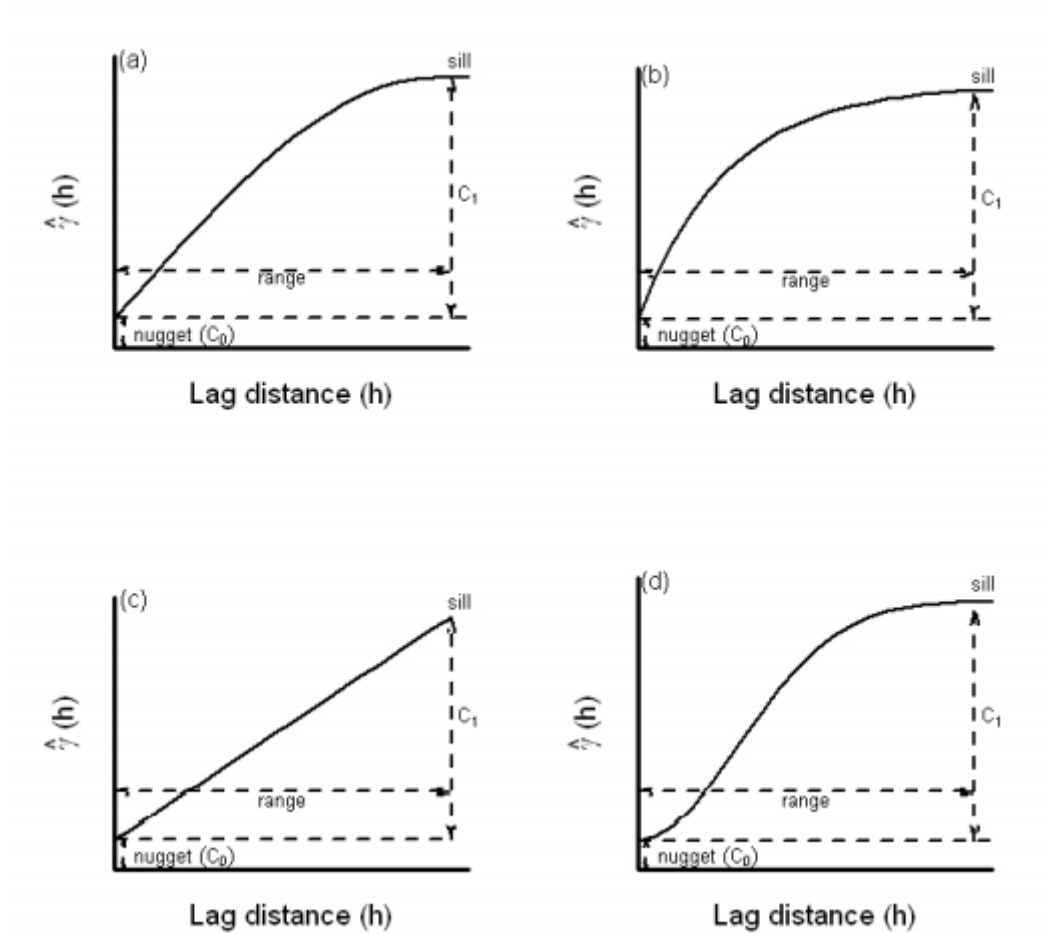 (a)
sill
γ̂ (h)
C₁
range
nugget (C₀)
Lag distance (h)
(b)
sill
γ̂ (h)
C₁
range
nugget (C₀)
Lag distance (h)
(c)
sill
γ̂ (h)
C₁
range
nugget (C₀)
Lag distance (h)
(d)
sill
γ̂ (h)
C₁
range
nugget (C₀)
Lag distance (h)